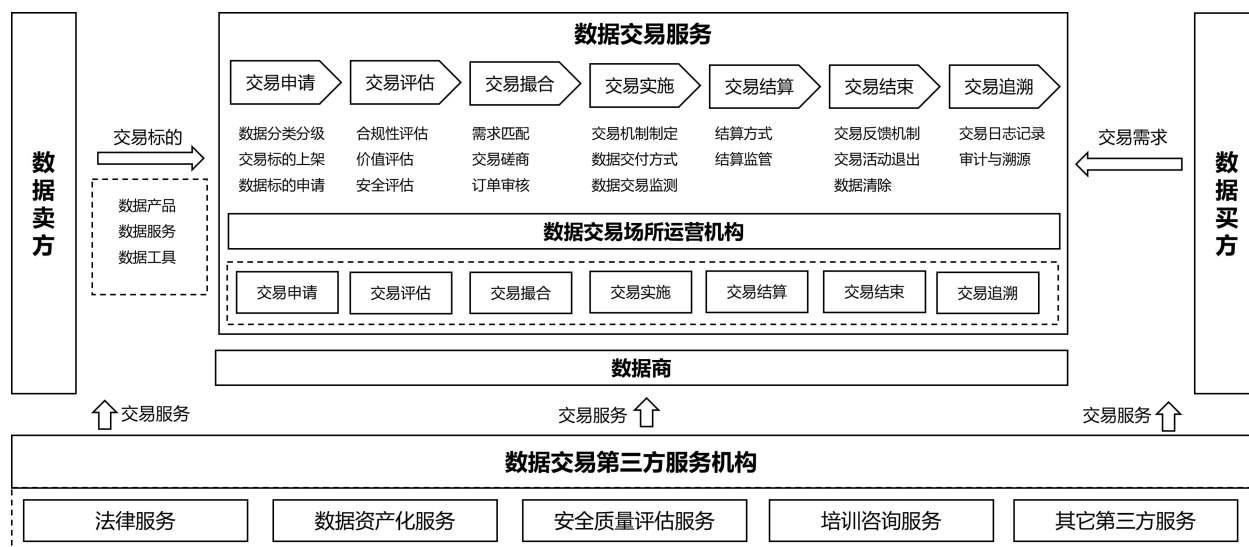 数据交易服务
交易申请 交易评估 交易撮合 交易实施 交易结算 交易结束 交易追溯
数据卖方
交易标的
数据产品
数据服务
数据工具
数据分类分级
交易标的上架
数据标的申请
合规性评估
价值评估
安全评估
需求匹配
交易磋商
订单审核
交易机制制定
数据交付方式
数据交易监测
结算方式
结算监管
交易反馈机制
交易活动退出
数据清除
交易日志记录
审计与溯源
交易需求
数据买方
数据交易场所运营机构
交易申请 交易评估 交易撮合 交易实施 交易结算 交易结束 交易追溯
数据商
交易服务 交易服务 交易服务
数据交易第三方服务机构
法律服务 数据资产化服务 安全质量评估服务 培训咨询服务 其它第三方服务